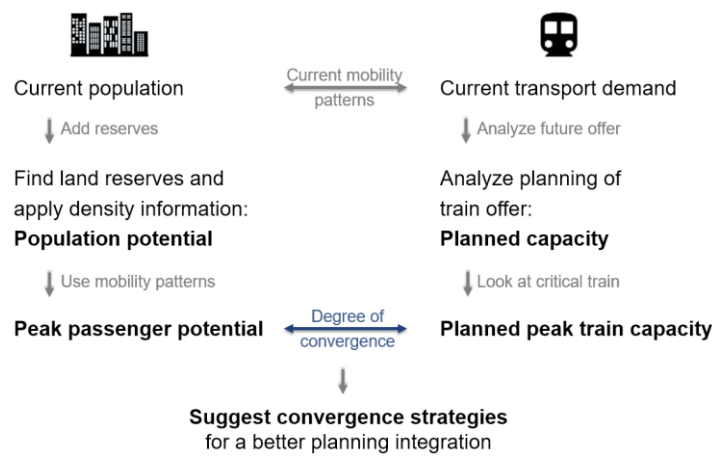 Current population
Current mobility
patterns
Current transport demand
Add reserves
Analyze future offer
Find land reserves and
apply density information:
Population potential
Analyze planning of
train offer:
Planned capacity
Use mobility patterns
Look at critical train
Peak passenger potential
Degree of
convergence
Planned peak train capacity
Suggest convergence strategies
for a better planning integration